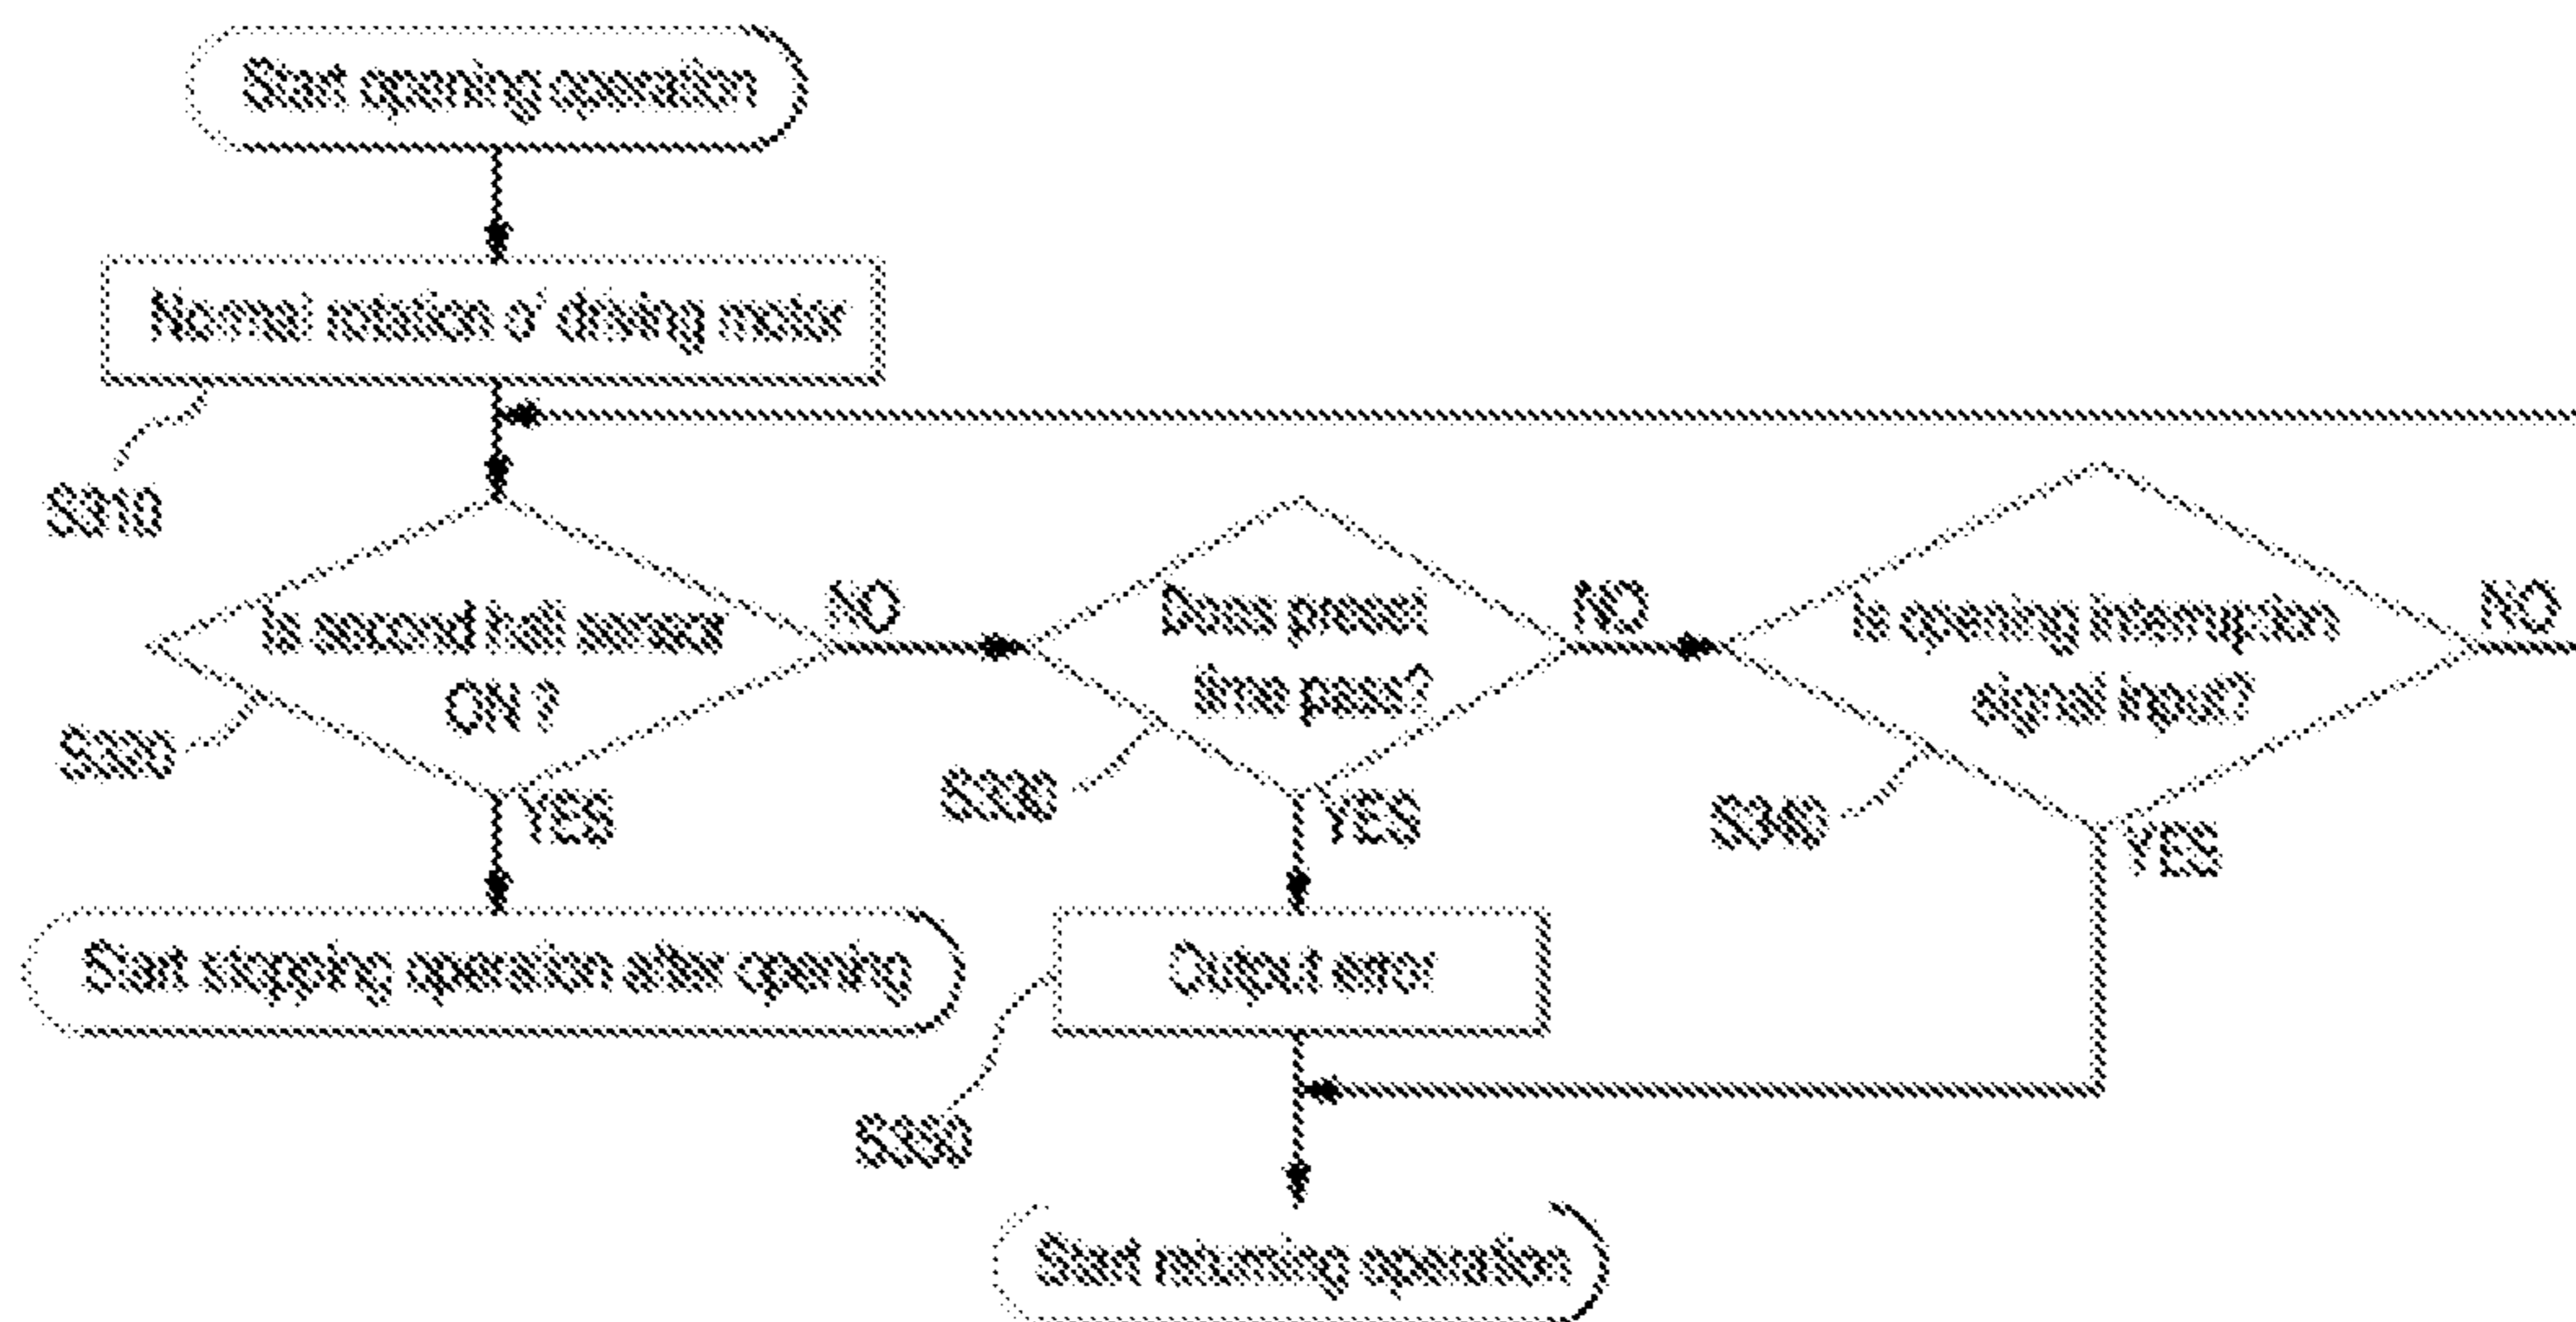 Start opening operation
Normal rotation of driving motor
S310
Is second hall sensor
ON ?
NO
Does preset
time pass?
NO
Is opening interruption
signal input?
NO
S320
YES
S330
YES
S340
YES
Start stopping operation after opening
Output error
S350
Start returning operation